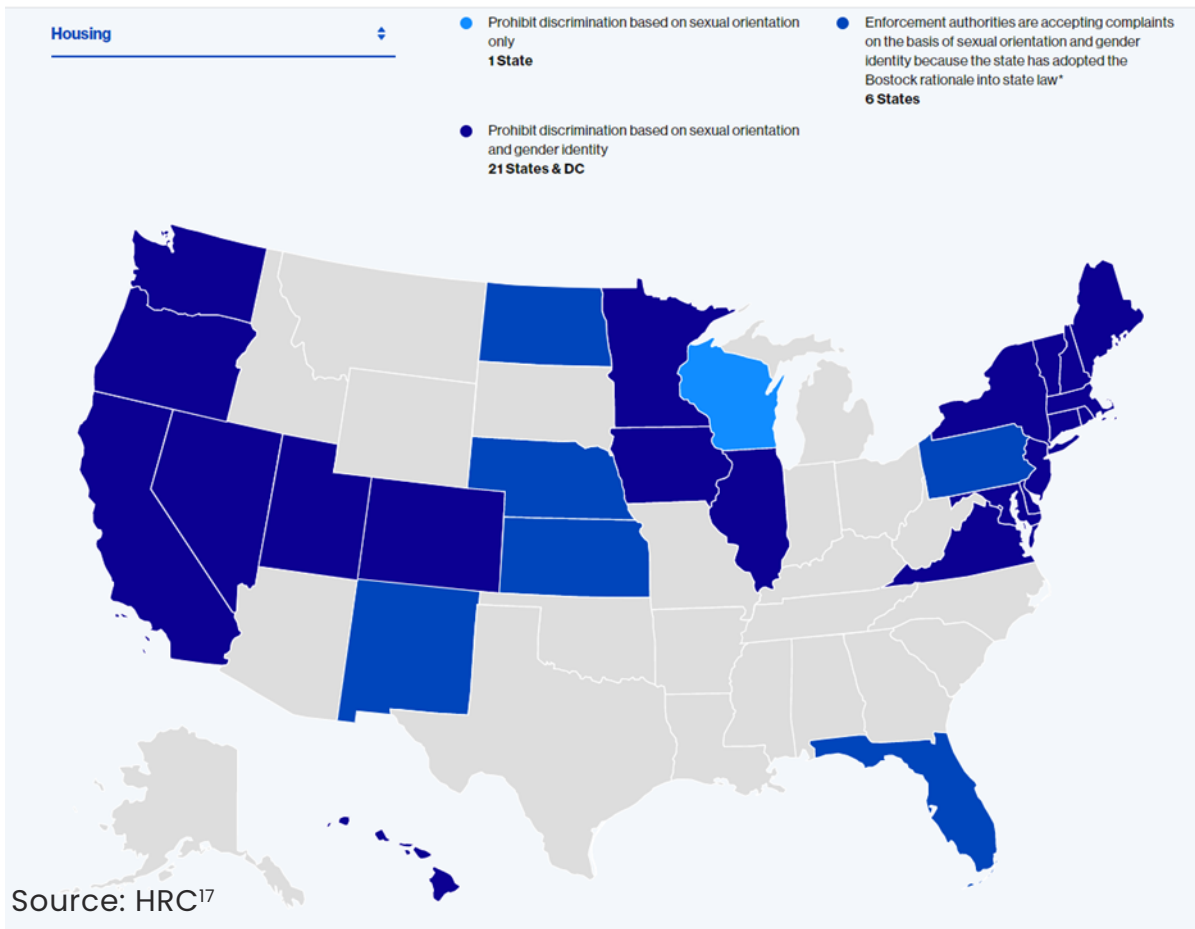 Housing
Prohibit discrimination based on sexual orientation
only
1 State
Prohibit discrimination based on sexual orientation
and gender identity
21 States & DC
Enforcement authorities are accepting complaints
on the basis of sexual orientation and gender
identity because the state has adopted the
Bostock rationale into state law*
6 States
Source: HRC¹⁷